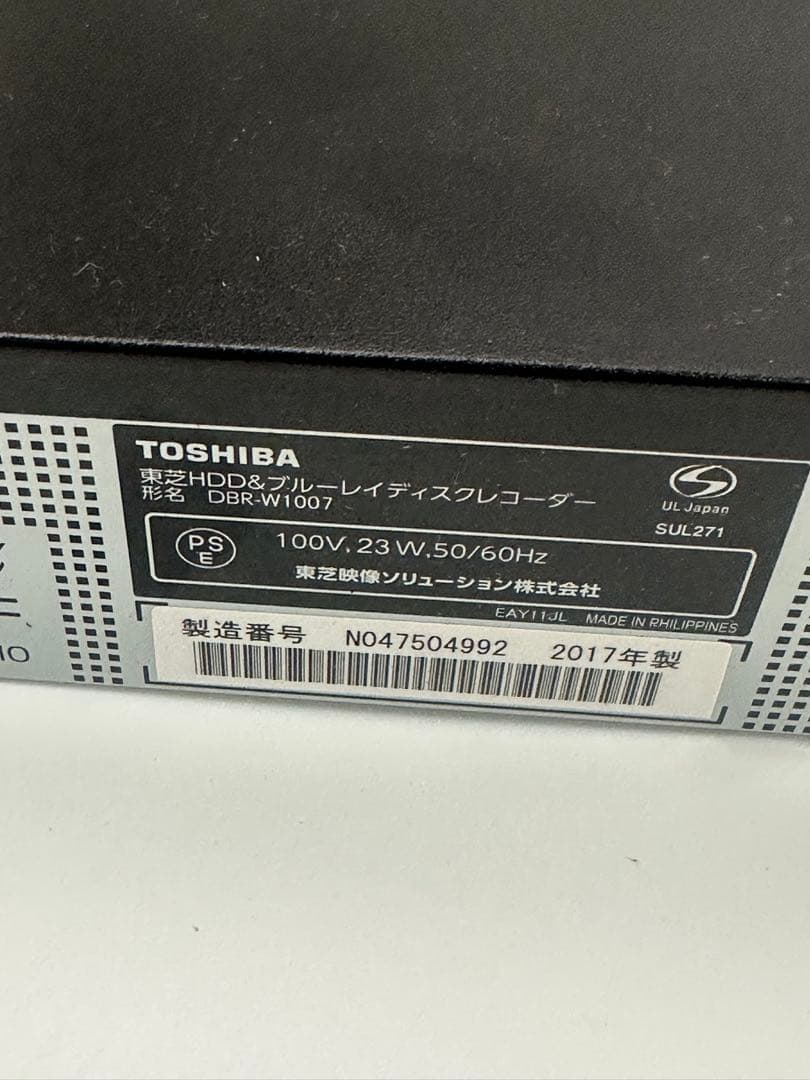 TOSHIBA
東芝HDD&ブルーレイディスクレコーダー
形名 DBR-W1007
UL Japan
SUL271
PS
E
100V, 23W, 50/60Hz
東芝映像ソリューション株式会社
EAY11JL MADE IN PHILIPPINES
製造番号 N047504992 2017年製